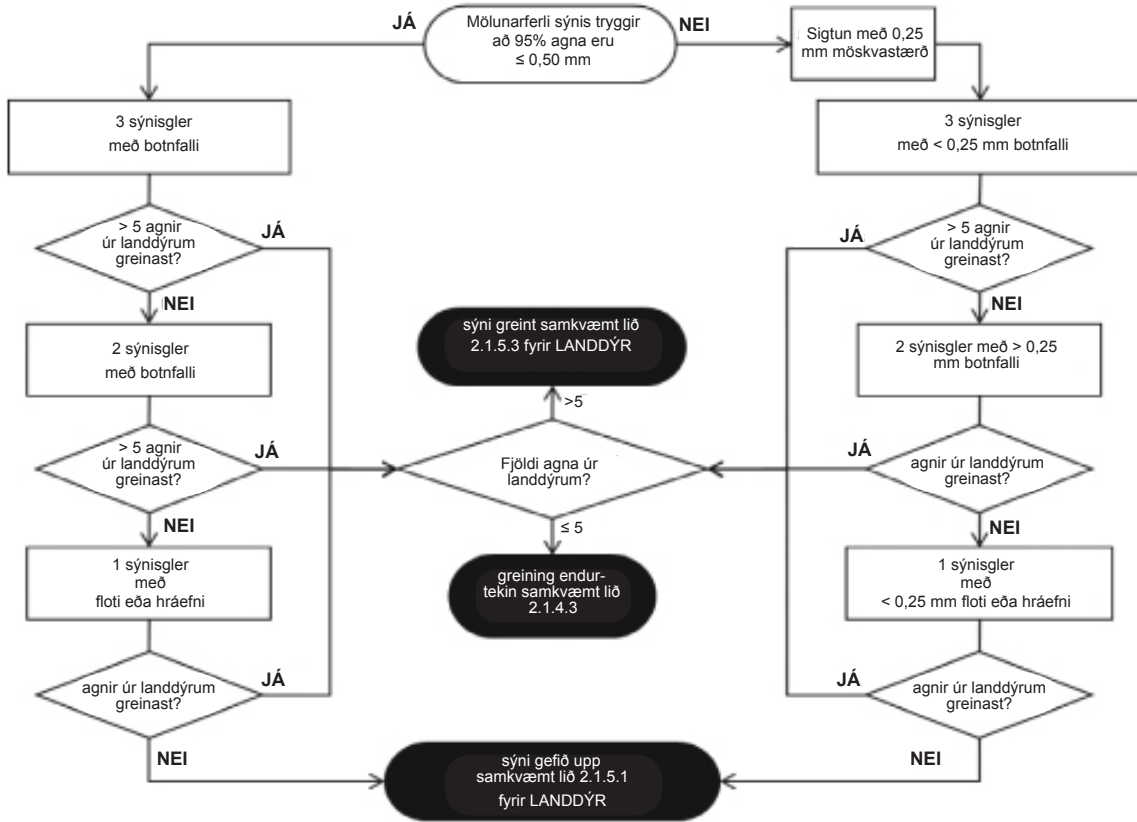 Mölunarferli sýnis tryggir
að 95% agna eru
≤ 0,50 mm
JÁ
NEI
Sigtun með 0,25
mm möskvastærð
3 sýnisgler
með botnfalli
3 sýnisgler
með < 0,25 mm botnfalli
> 5 agnir
úr landdýrum
greinast?
JÁ
NEI
> 5 agnir
úr landdýrum
greinast?
JÁ
NEI
2 sýnisgler
með botnfalli
sýni greint samkvæmt lið
2.1.5.3 fyrir LANDDÝR
2 sýnisgler með > 0,25
mm botnfalli
>5
> 5 agnir
úr landdýrum
greinast?
JÁ
NEI
Fjöldi agna úr
landdýrum?
agnir úr landdýrum
greinast?
JÁ
NEI
≤ 5
1 sýnisgler
með
floti eða hráefni
greining endur-
tekin samkvæmt lið
2.1.4.3
1 sýnisgler
með
< 0,25 mm floti eða hráefni
agnir úr landdýrum
greinast?
JÁ
NEI
agnir úr landdýrum
greinast?
JÁ
NEI
sýni gefið upp
samkvæmt lið 2.1.5.1
fyrir LANDDÝR